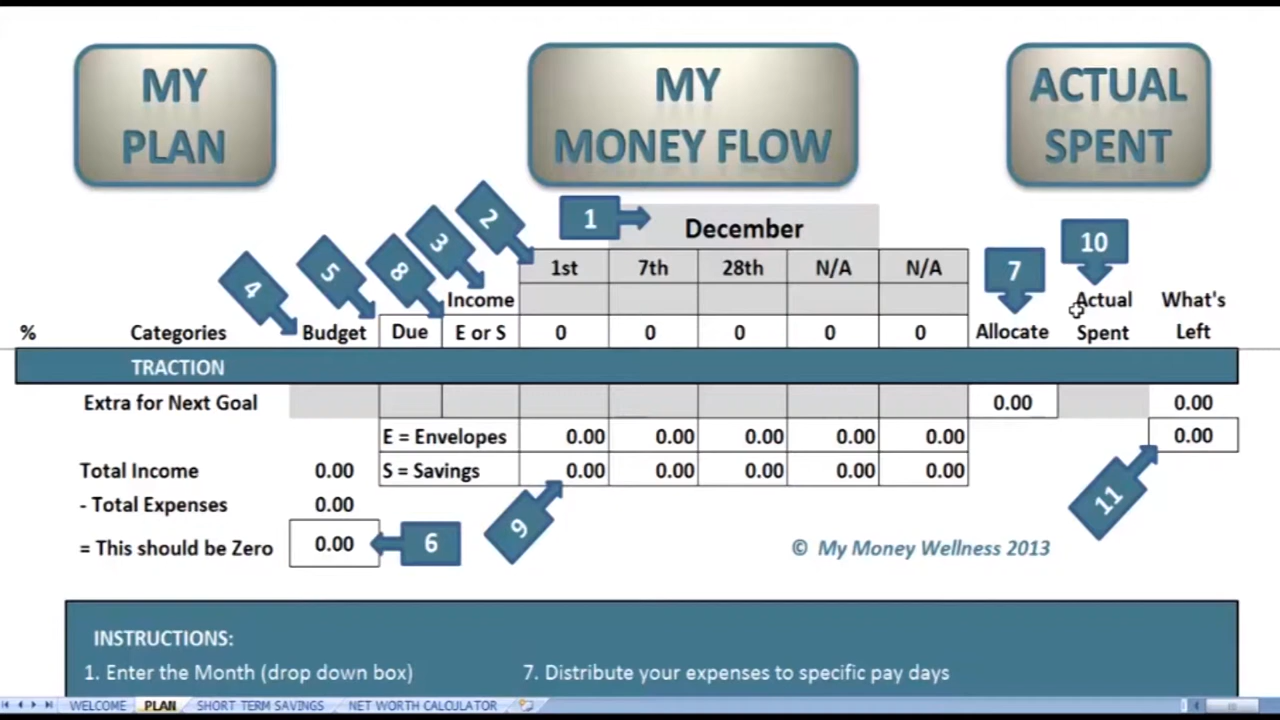 MY
PLAN
MY
MONEY FLOW
ACTUAL
SPENT
1
December
2
3
8
5
4
10
7
1st 7th 28th N/A N/A
Income
Actual What's
% Categories Budget Due E or S 0 0 0 0 0 Allocate Spent Left
TRACTION
Extra for Next Goal 0.00 0.00
E = Envelopes 0.00 0.00 0.00 0.00 0.00 0.00
Total Income 0.00 S = Savings 0.00 0.00 0.00 0.00 0.00
- Total Expenses 0.00
9
11
= This should be Zero 0.00 6
© My Money Wellness 2013
INSTRUCTIONS:
1. Enter the Month (drop down box) 7. Distribute your expenses to specific pay days
WELCOME PLAN SHORT TERM SAVINGS NET WORTH CALCULATOR